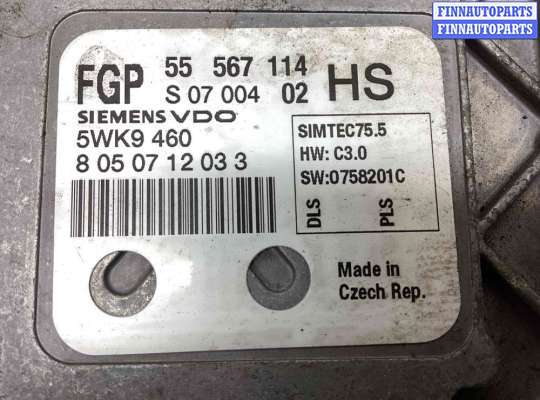 FINNAUTOPARTS
FINNAUTOPARTS
FGP 55 567 114 HS
S 07 004 02
SIEMENS VDO
5WK9 460
8 05 07 12 03 3
SIMTEC75.5
HW: C3.0
SW:0758201C
DLS
PLS
Made in
Czech Rep.